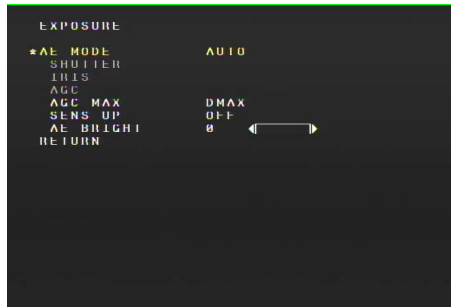 EXPOSURE
*AE MODE AUTO
SHUTTER
IRIS
AGC
AGC MAX DMAX
SENS UP OFF
AE BRIGHT 0
RETURN